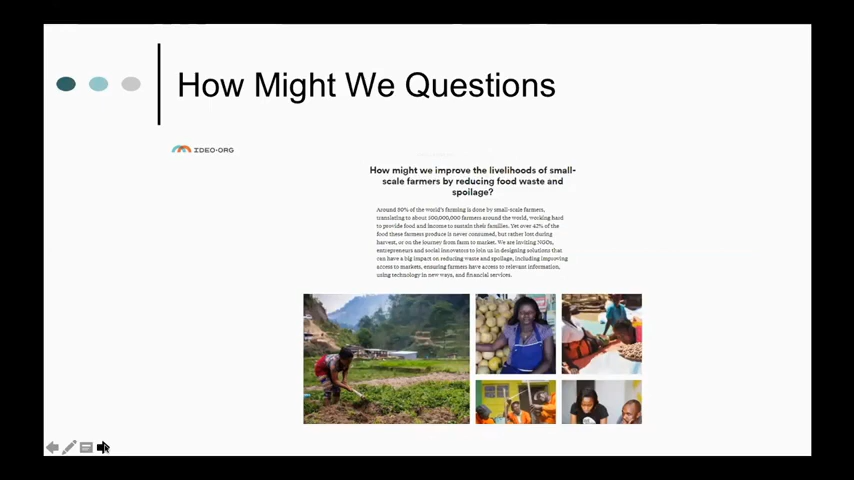 How Might We Questions
IDEO.ORG
How might we improve the livelihoods of small-
scale farmers by reducing food waste and
spoilage?
Around 80% of the world's farming is done by small-scale farmers,
translating to about 500,000,000 farmers around the world, working hard
to provide food and income to sustain their families. Yet over 42% of the
food these farmers produce is never consumed, but rather lost during
harvest, or on the journey from farm to market. We are inviting NGOs,
entrepreneurs and social innovators to join us in designing solutions that
can have a big impact on reducing waste and spoilage, including improving
access to markets, ensuring farmers have access to relevant information,
using technology in new ways, and financial services.